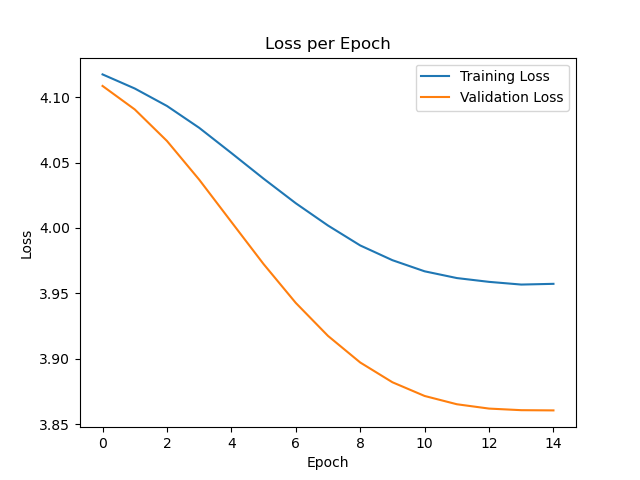 Loss per Epoch
Training Loss
Validation Loss
4.10
4.05
4.00
3.95
3.90
3.85
Loss
0 2 4 6 8 10 12 14
Epoch